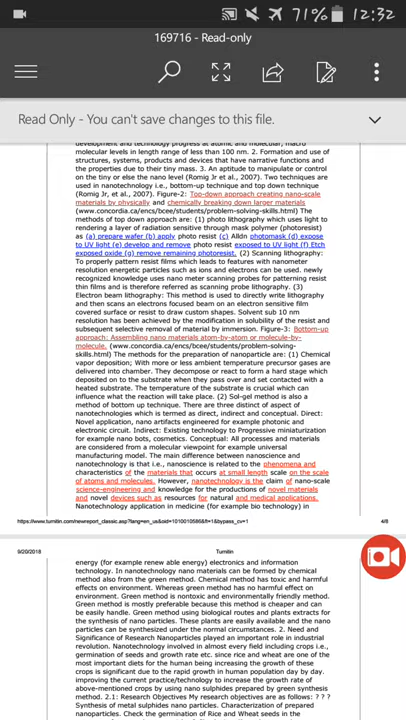 71% 12:32
169716 - Read-only
Read Only - You can't save changes to this file.
development and technology progress at atomic and molecular, macro
molecular levels in length range of less than 100 nm. 2. Formation and use of
structures, systems, products and devices that have narrative functions and
the properties due to their tiny mass. 3. An aptitude to manipulate or control
on the tiny or else the nano level (Romig Jr et al., 2007). Two techniques are
used in nanotechnology i.e., bottom-up technique and top down technique
(Romig Jr, et al., 2007). Figure-2: Top-down approach creating nano-scale
materials by physically and chemically breaking down larger materials
(www.concordia.ca/encs/bcee/students/problem-solving-skills.html) The
methods of top down approach are: (1) photo lithography which uses light to
rendering a layer of radiation sensitive through mask polymer (photoresist)
such as (a) prepare wafer (b) apply photo resist (c) AlIdn photomask (d) expose
to UV light (e) develop and remove photo resist exposed to UV light (f) Etch
exposed oxide (g) remove remaining photoresist. (2) Scanning lithography:
To properly pattern resist films which leads to features with nanometer
resolution energetic particles such as ions and electrons can be used. newly
recognized knowledge uses nano meter scanning probes for patterning resist
thin films and is therefore referred as scanning probe lithography. (3)
Electron beam lithography: This method is used to directly write lithography
and then scans an electrons focused beam on an electron sensitive film
covered surface or resist to draw custom shapes. Solvent sub 10 nm
resolution has been achieved by the modification in solubility of the resist and
subsequent selective removal of material by immersion. Figure-3: Bottom-up
approach: Assembling nano materials atom-by-atom or molecule-by-
molecule. (www.concordia.ca/encs/bcee/students/problem-solving-
skills.html) The methods for the preparation of nanoparticle are: (1) Chemical
vapor deposition; With more or less ambient temperature precursor gases are
delivered into chamber. They decompose or react to form a hard stage which
deposited on to the substrate when they pass over and set contacted with a
heated substrate. The temperature of the substrate is crucial which can
influence what the reaction will take place. (2) Sol-gel method is also a
method of bottom up technique. There are three distinct of aspect of
nanotechnologies which is termed as direct, indirect and conceptual. Direct:
Novel application, nano artifacts engineered for example photonic and
electronic circuit. Indirect: Existing technology to Progressive miniaturization
for example nano bots, cosmetics. Conceptual: All processes and materials
are considered from a molecular viewpoint for example universal
manufacturing model. The main difference between nanoscience and
nanotechnology is that i.e., nanoscience is related to the phenomena and
characteristics of the materials that occurs at small length scale on the scale
of atoms and molecules. However, nanotechnology is the claim of nano-scale
science-engineering and knowledge for the productions of novel materials
and novel devices such as resources for natural and medical applications.
Nanotechnology application in medicine (for example bio technology) in
https://www.turnitin.com/newreport_classic.asp?lang=en_us&oid=1010010586&ft=1&bypass_cv=1 4/8
9/20/2018 Turnitin
energy (for example renew able energy) electronics and information
technology. In nanotechnology nano materials can be formed by chemical
method also from the green method. Chemical method has toxic and harmful
effects on environment. Whereas green method has no harmful effect on
environment. Green method is nontoxic and environmentally friendly method.
Green method is mostly preferable because this method is cheaper and can
be easily handle. Green method using biological routes and plants extracts for
the synthesis of nano particles. These plants are easily available and the nano
particles can be synthesized under the normal circumstances. 2. Need and
Significance of Research Nanoparticles played an important role in industrial
revolution. Nanotechnology involved in almost every field including crops i.e.,
germination of seeds and growth rate etc. since rice and wheat are one of the
most important diets for the human being increasing the growth of these
crops is significant due to the rapid growth in human population day by day.
improving the current practice/technology to increase the growth rate of
above-mentioned crops by using nano sulphides prepared by green synthesis
method. 2.1: Research Objectives My research objectives are as follows: ? ? ?
Synthesis of metal sulphides nano particles. Characterization of prepared
nanoparticles. Check the germination of Rice and Wheat seeds in the